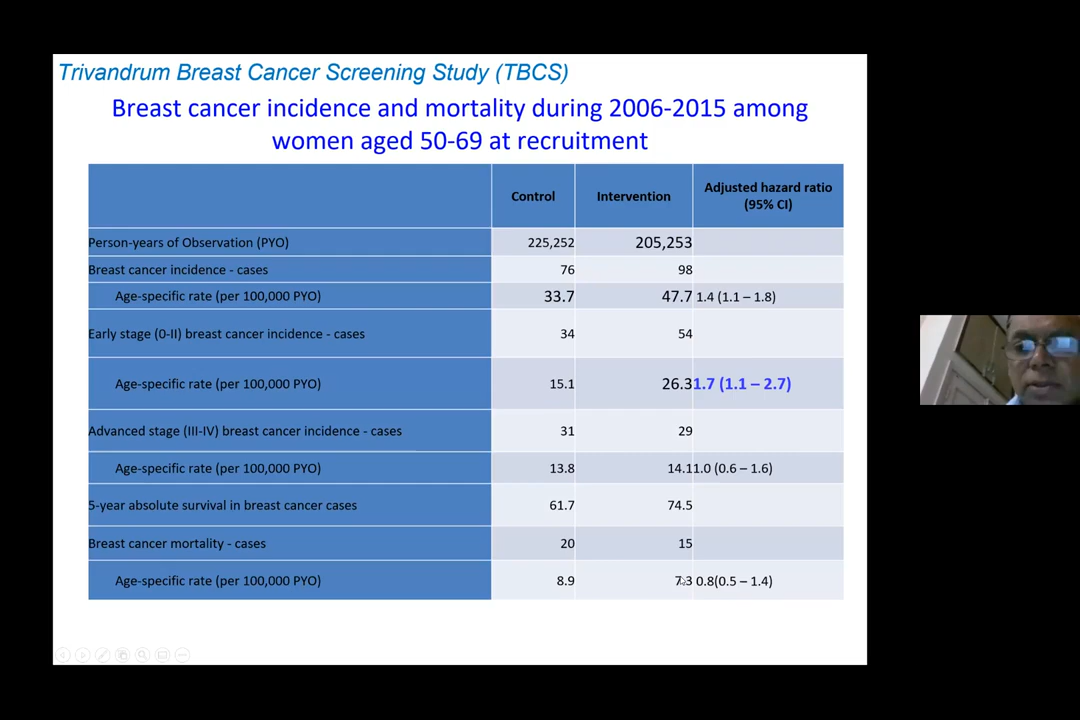 Trivandrum Breast Cancer Screening Study (TBCS)
Breast cancer incidence and mortality during 2006-2015 among
women aged 50-69 at recruitment
Control Intervention Adjusted hazard ratio
(95% CI)
Person-years of Observation (PYO) 225,252 205,253
Breast cancer incidence - cases 76 98
Age-specific rate (per 100,000 PYO) 33.7 47.7 1.4 (1.1 – 1.8)
Early stage (0-II) breast cancer incidence - cases 34 54
Age-specific rate (per 100,000 PYO) 15.1 26.3 1.7 (1.1 – 2.7)
Advanced stage (III-IV) breast cancer incidence - cases 31 29
Age-specific rate (per 100,000 PYO) 13.8 14.1 1.0 (0.6 – 1.6)
5-year absolute survival in breast cancer cases 61.7 74.5
Breast cancer mortality - cases 20 15
Age-specific rate (per 100,000 PYO) 8.9 7.3 0.8(0.5 – 1.4)